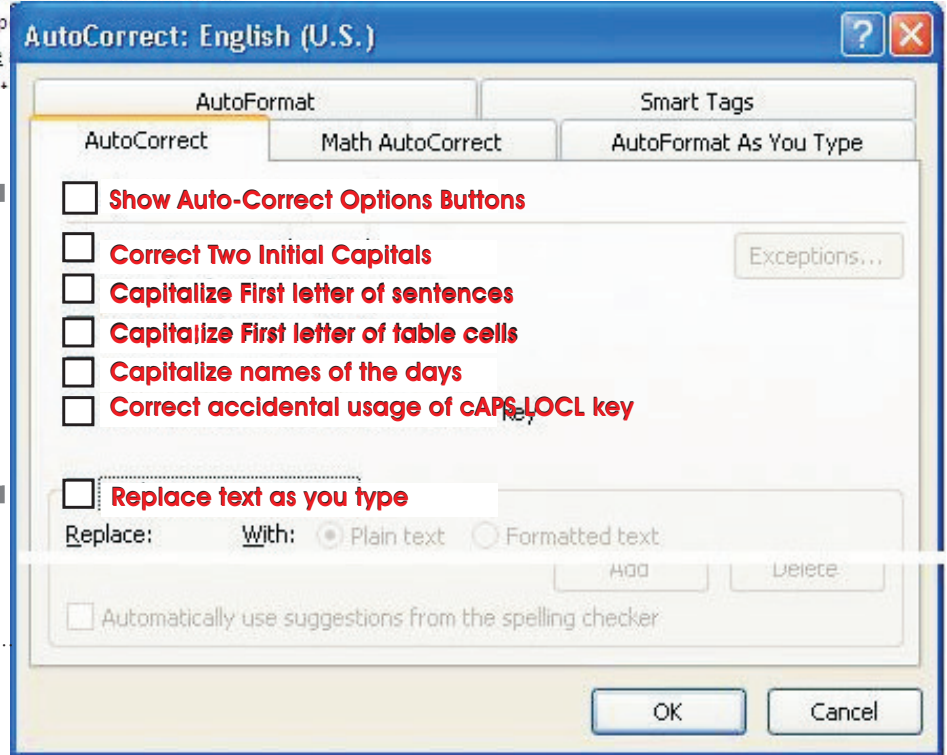 AutoCorrect: English (U.S.)
AutoFormat Smart Tags
AutoCorrect Math AutoCorrect AutoFormat As You Type
Show Auto-Correct Options Buttons
Correct Two Initial Capitals Exceptions...
Capitalize First letter of sentences
Capitalize First letter of table cells
Capitalize names of the days
Correct accidental usage of cAPS LOCL key
Replace text as you type
Replace: With: Plain text Formatted text
Add Delete
Automatically use suggestions from the spelling checker
OK Cancel